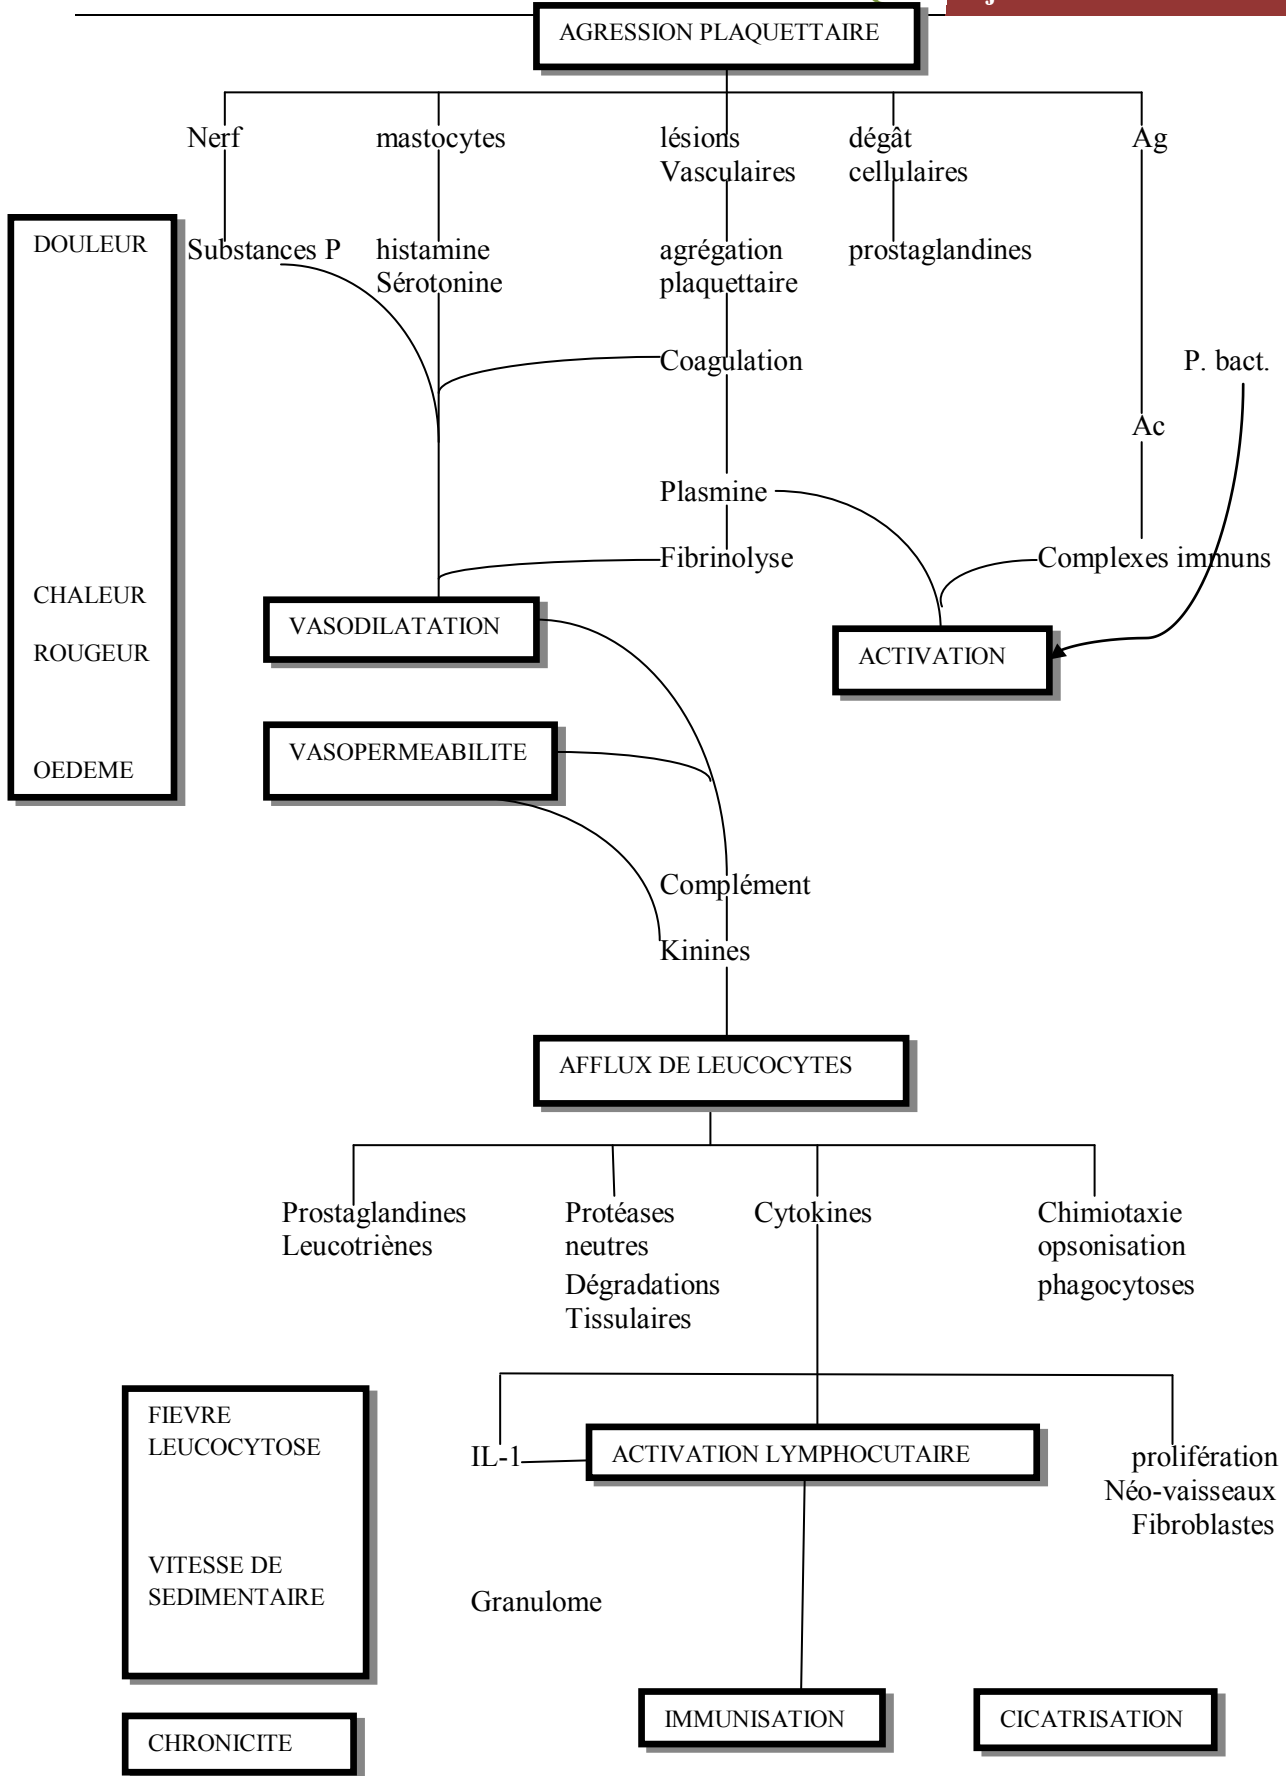 AGRESSION PLAQUETTAIRE
Nerf
mastocytes
lésions
Vasculaires
dégât
cellulaires
Ag
DOULEUR
Substances P
histamine
Sérotonine
agrégation
plaquettaire
prostaglandines
Coagulation
P. bact.
Ac
Plasmine
Fibrinolyse
Complexes immuns
CHALEUR
ROUGEUR
OEDEME
VASODILATATION
ACTIVATION
VASOPERMEABILITE
Complément
Kinines
AFFLUX DE LEUCOCYTES
Prostaglandines
Leucotriènes
Protéases
neutres
Dégradations
Tissulaires
Cytokines
Chimiotaxie
opsonisation
phagocytoses
FIEVRE
LEUCOCYTOSE
VITESSE DE
SEDIMENTAIRE
IL-1
ACTIVATION LYMPHOCUTAIRE
prolifération
Néo-vaisseaux
Fibroblastes
Granulome
IMMUNISATION
CICATRISATION
CHRONICITE